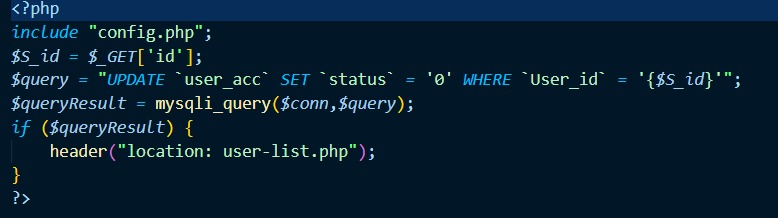 <?php
include "config.php";
$S_id = $_GET['id'];
$query = "UPDATE `user_acc` SET `status` = '0' WHERE `User_id` = '{$S_id}'";
$queryResult = mysqli_query($conn,$query);
if ($queryResult) {
    header("location: user-list.php");
}
?>